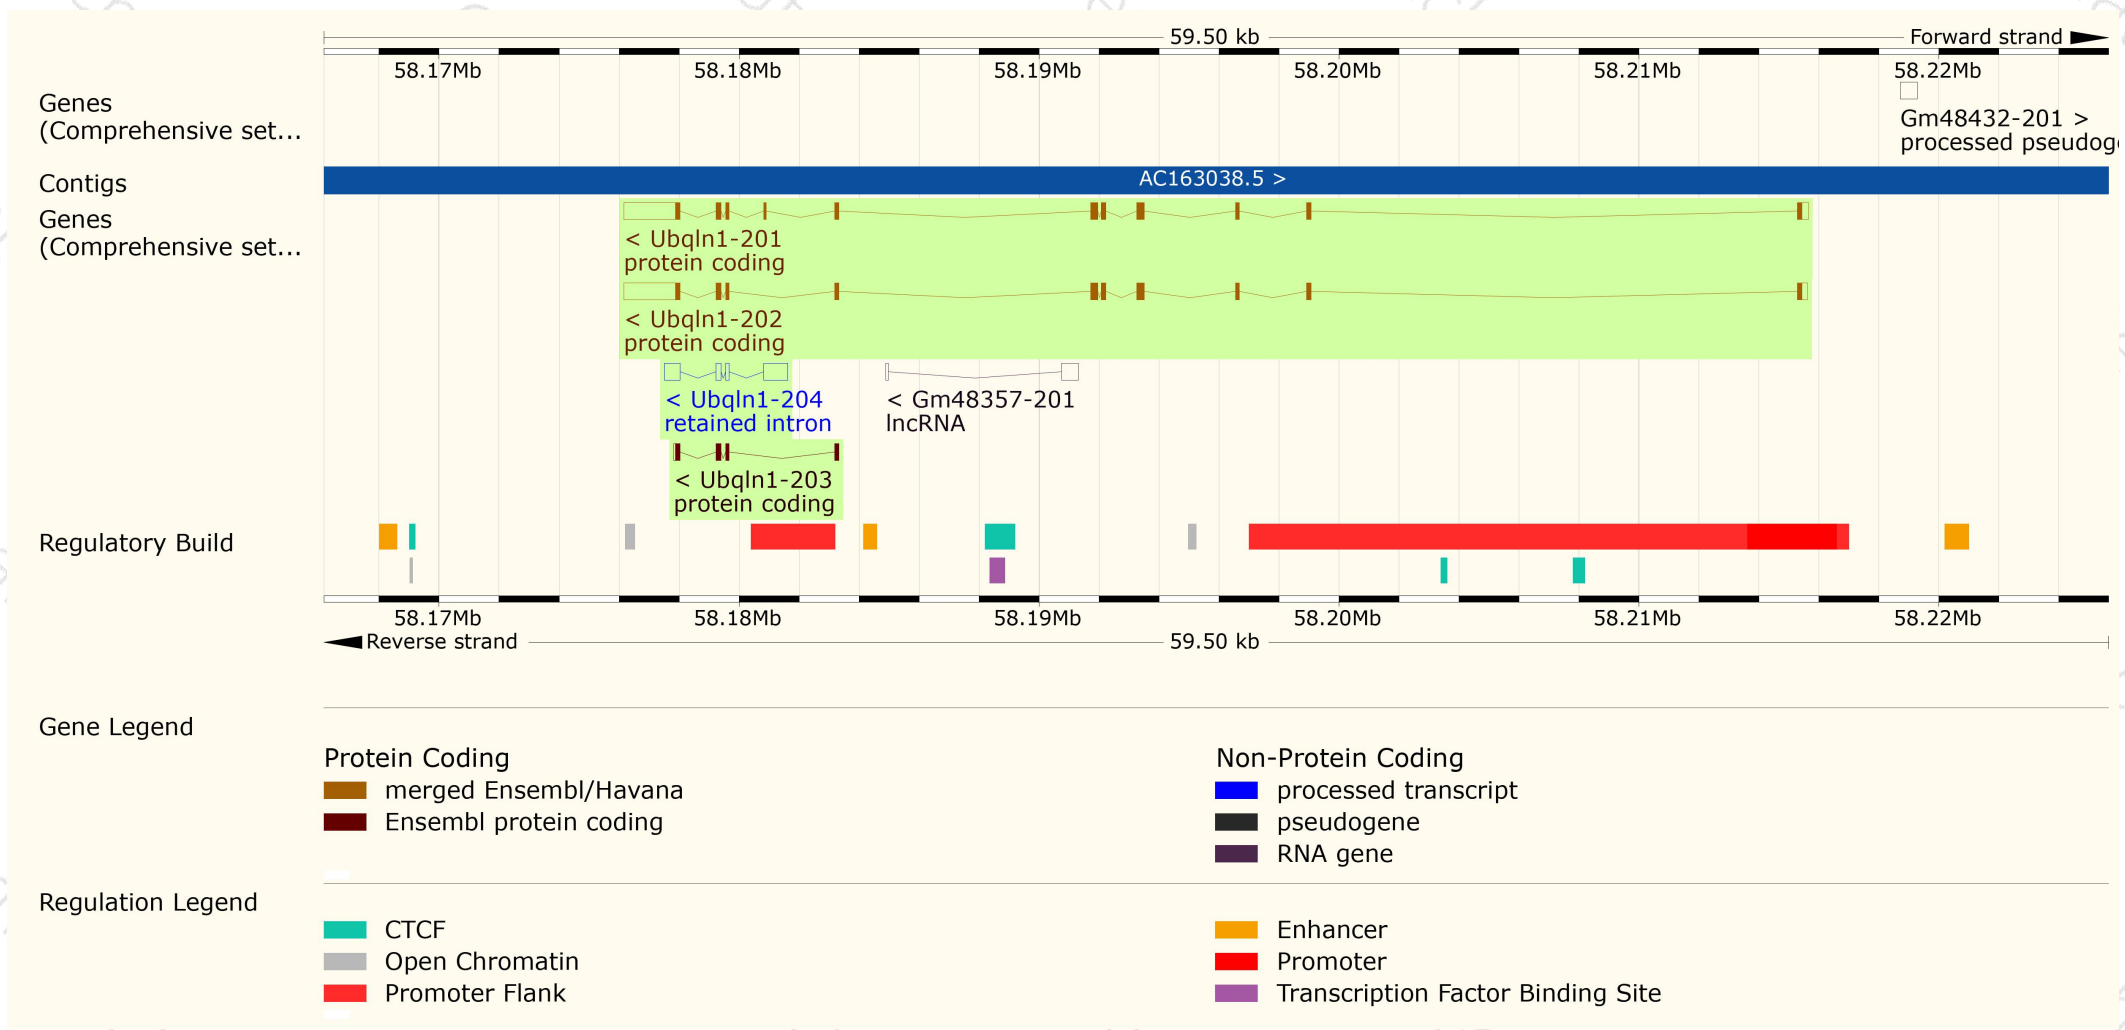 59.50 kb
Forward strand
58.17Mb 58.18Mb 58.19Mb 58.20Mb 58.21Mb 58.22Mb
Genes
(Comprehensive set...
Gm48432-201 >
processed pseudog
Contigs
AC163038.5 >
Genes
(Comprehensive set...
< Ubqln1-201
protein coding
< Ubqln1-202
protein coding
< Ubqln1-204
retained intron
< Gm48357-201
lncRNA
< Ubqln1-203
protein coding
Regulatory Build
58.17Mb 58.18Mb 58.19Mb 58.20Mb 58.21Mb 58.22Mb
Reverse strand
59.50 kb
Gene Legend
Protein Coding
merged Ensembl/Havana
Ensembl protein coding
Non-Protein Coding
processed transcript
pseudogene
RNA gene
Regulation Legend
CTCF
Open Chromatin
Promoter Flank
Enhancer
Promoter
Transcription Factor Binding Site